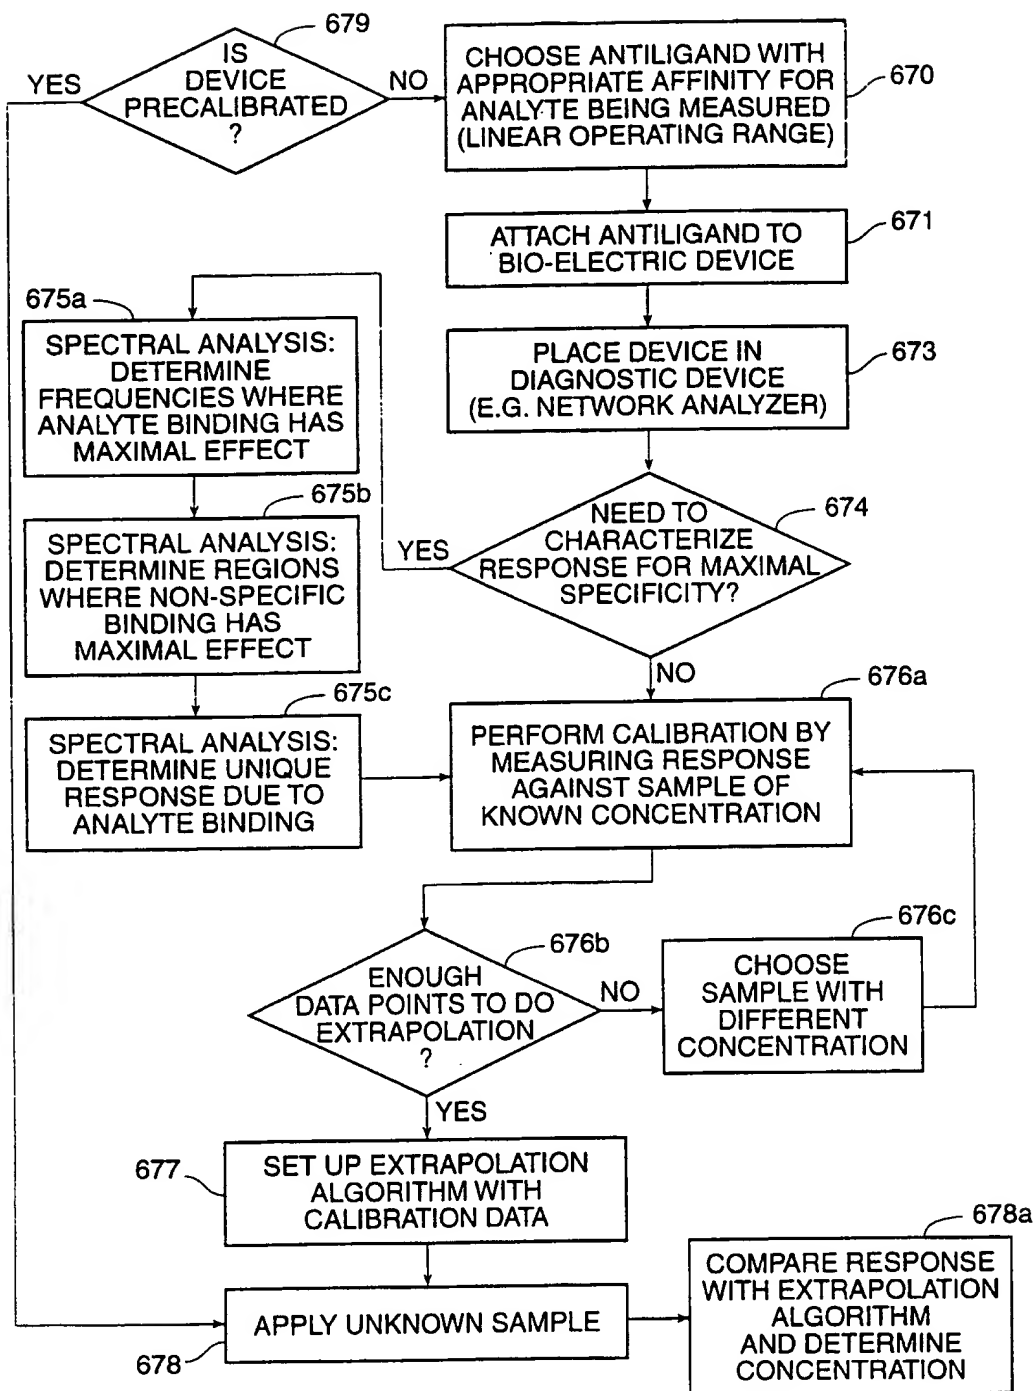 679
IS
DEVICE
PRECALIBRATED
?
YES
NO
CHOOSE ANTILIGAND WITH
APPROPRIATE AFFINITY FOR
ANALYTE BEING MEASURED
(LINEAR OPERATING RANGE)
670
ATTACH ANTILIGAND TO
BIO-ELECTRIC DEVICE
671
PLACE DEVICE IN
DIAGNOSTIC DEVICE
(E.G. NETWORK ANALYZER)
673
NEED TO
CHARACTERIZE
RESPONSE FOR MAXIMAL
SPECIFICITY?
674
YES
NO
675a
SPECTRAL ANALYSIS:
DETERMINE
FREQUENCIES WHERE
ANALYTE BINDING HAS
MAXIMAL EFFECT
675b
SPECTRAL ANALYSIS:
DETERMINE REGIONS
WHERE NON-SPECIFIC
BINDING HAS
MAXIMAL EFFECT
675c
SPECTRAL ANALYSIS:
DETERMINE UNIQUE
RESPONSE DUE TO
ANALYTE BINDING
676a
PERFORM CALIBRATION BY
MEASURING RESPONSE
AGAINST SAMPLE OF
KNOWN CONCENTRATION
676b
ENOUGH
DATA POINTS TO DO
EXTRAPOLATION
?
NO
YES
676c
CHOOSE
SAMPLE WITH
DIFFERENT
CONCENTRATION
677
SET UP EXTRAPOLATION
ALGORITHM WITH
CALIBRATION DATA
APPLY UNKNOWN SAMPLE
678
678a
COMPARE RESPONSE
WITH EXTRAPOLATION
ALGORITHM
AND DETERMINE
CONCENTRATION